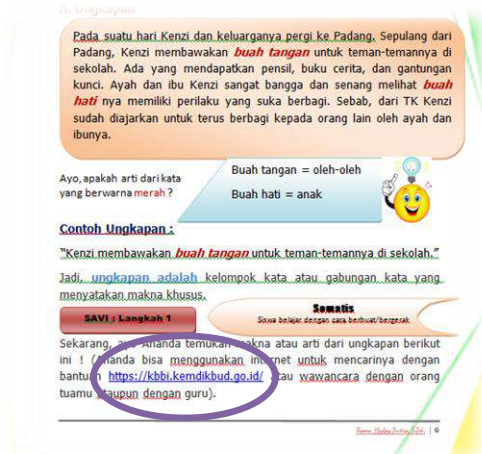 A. Ungkapan
Pada suatu hari Kenzi dan keluarganya pergi ke Padang. Sepulang dari
Padang, Kenzi membawakan buah tangan untuk teman-temannya di
sekolah. Ada yang mendapatkan pensil, buku cerita, dan gantungan
kunci. Ayah dan ibu Kenzi sangat bangga dan senang melihat buah
hati nya memiliki perilaku yang suka berbagi. Sebab, dari TK Kenzi
sudah diajarkan untuk terus berbagi kepada orang lain oleh ayah dan
ibunya.
Ayo, apakah arti dari kata
yang berwarna merah ?
Buah tangan = oleh-oleh
Buah hati = anak
Contoh Ungkapan :
"Kenzi membawakan buah tangan untuk teman-temannya di sekolah."
Jadi, ungkapan adalah kelompok kata atau gabungan kata yang
menyatakan makna khusus.
SAVI : Langkah 1
Somatis
Siswa belajar dengan cara berbuat/bergerak
Sekarang, Ananda temukan makna atau arti dari ungkapan berikut
ini ! (Ananda bisa menggunakan internet untuk mencarinya dengan
bantuan https://kbbi.kemdikbud.go.id/ atau wawancara dengan orang
tuamu ataupun dengan guru).
| 6